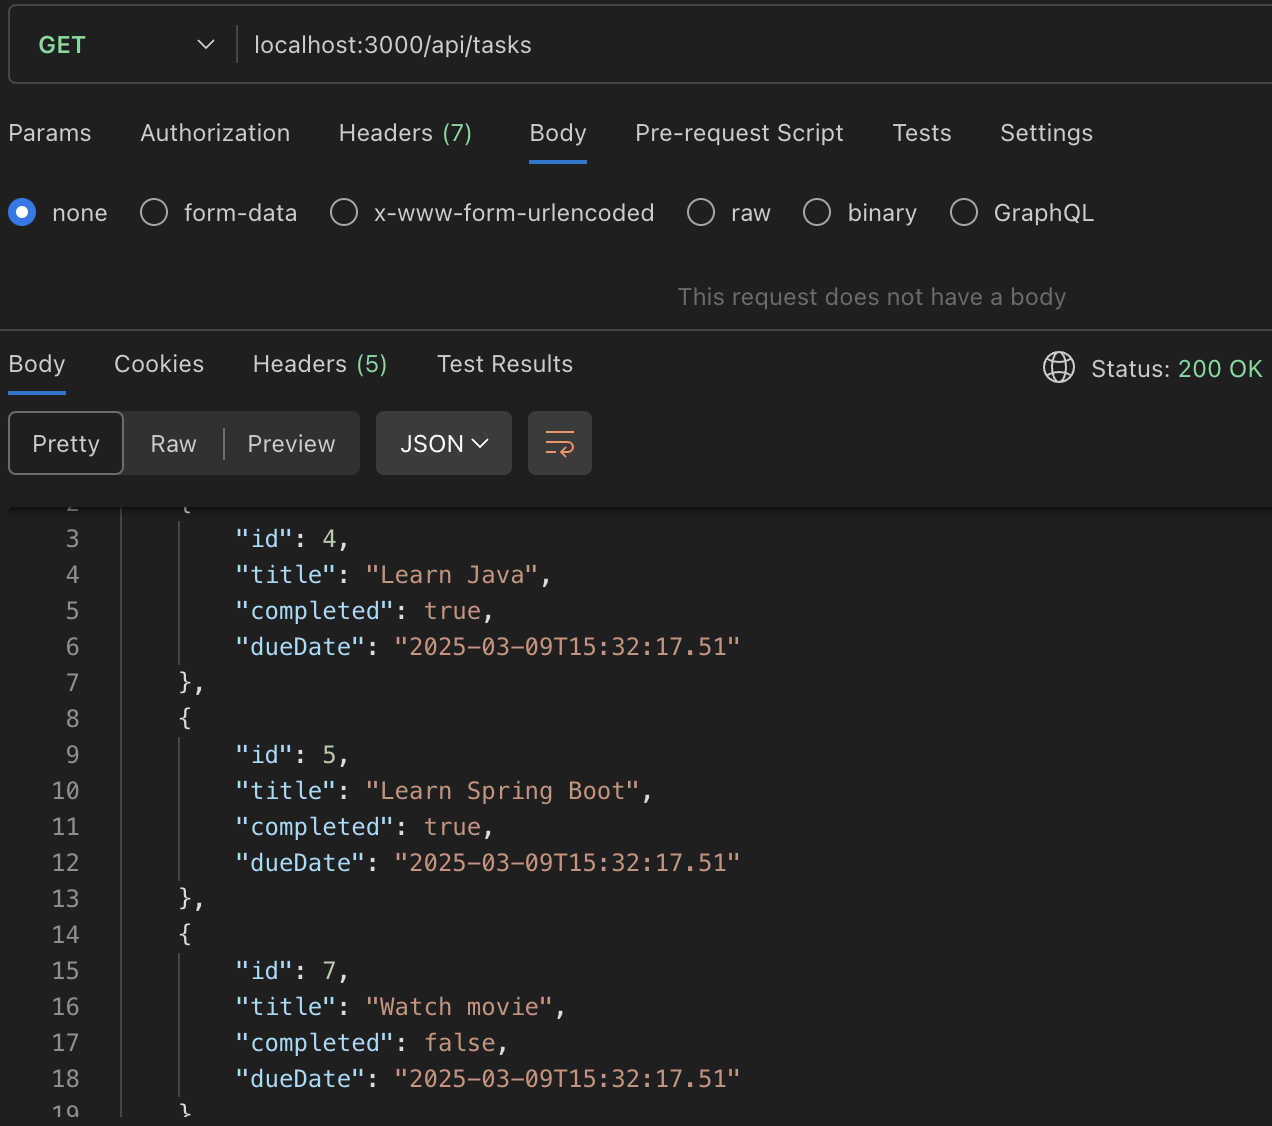 GET localhost:3000/api/tasks
Params Authorization Headers (7) Body Pre-request Script Tests Settings
none form-data x-www-form-urlencoded raw binary GraphQL
This request does not have a body
Body Cookies Headers (5) Test Results Status: 200 OK
Pretty Raw Preview JSON
2 {
3 "id": 4,
4 "title": "Learn Java",
5 "completed": true,
6 "dueDate": "2025-03-09T15:32:17.51"
7 },
8 {
9 "id": 5,
10 "title": "Learn Spring Boot",
11 "completed": true,
12 "dueDate": "2025-03-09T15:32:17.51"
13 },
14 {
15 "id": 7,
16 "title": "Watch movie",
17 "completed": false,
18 "dueDate": "2025-03-09T15:32:17.51"
19 }